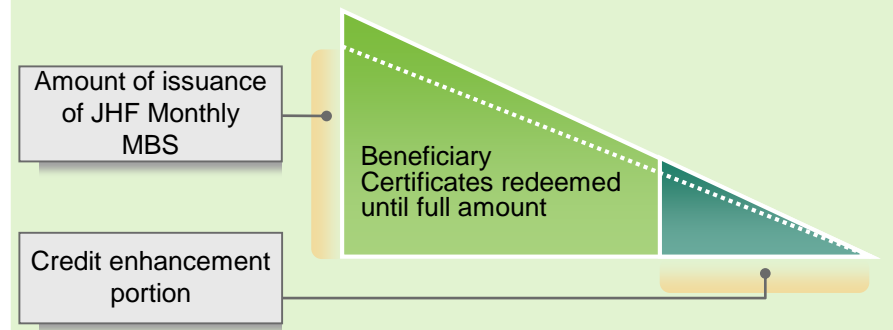 Amount of issuance
of JHF Monthly
MBS
Beneficiary
Certificates redeemed
until full amount
Credit enhancement
portion